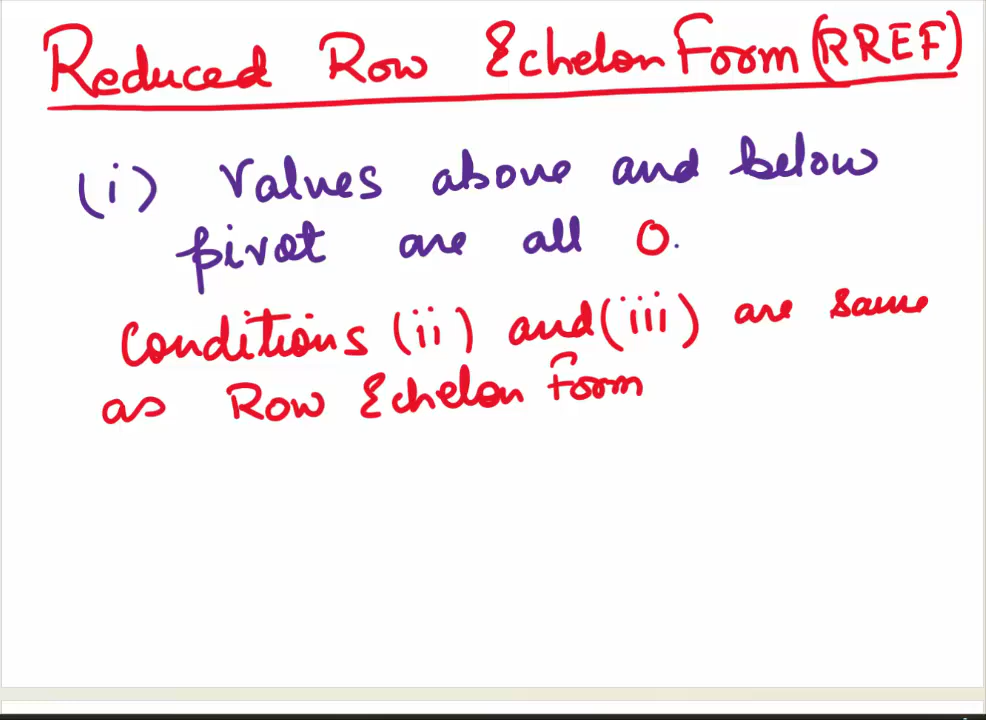 Reduced Row Echelon Form (RREF)
(i) Values above and below
pivot are all 0.
Conditions (ii) and (iii) are same
as Row Echelon Form